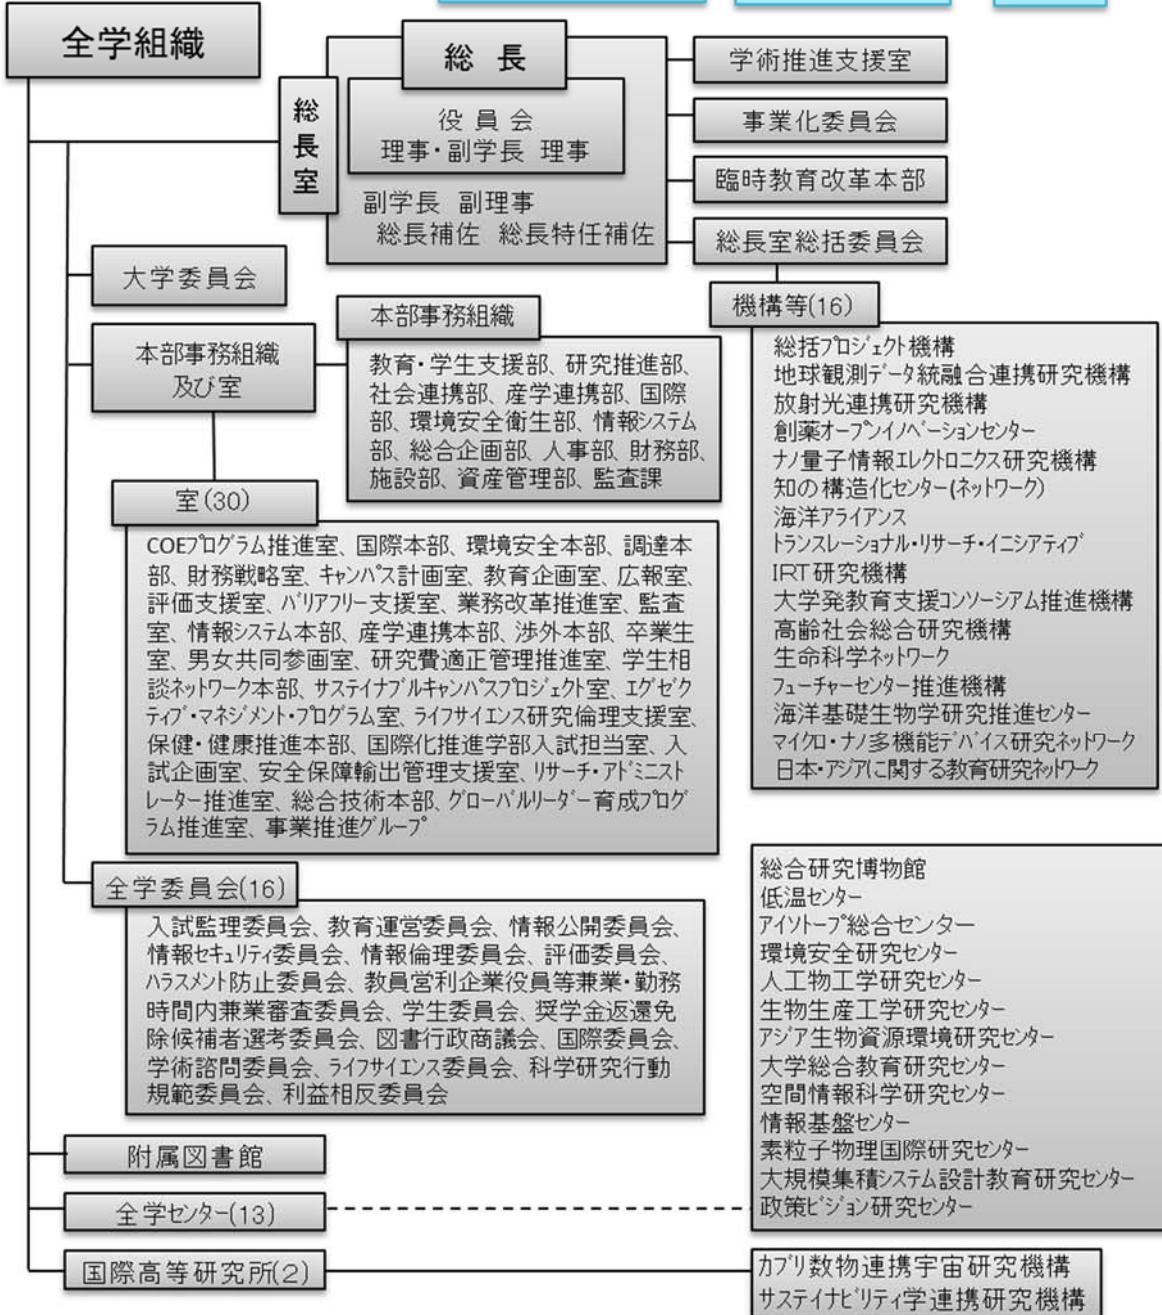 全学組織
総長室
総 長
役 員 会
理事・副学長 理事
副学長 副理事
総長補佐 総長特任補佐
学術推進支援室
事業化委員会
臨時教育改革本部
総長室総括委員会
機構等(16)
総括プロジェクト機構
地球観測データ統融合連携研究機構
放射光連携研究機構
創薬オープンイノベーションセンター
ナノ量子情報エレクトロニクス研究機構
知の構造化センター(ネットワーク)
海洋アライアンス
トランスレーショナル・リサーチ・イニシアティブ
IRT研究機構
大学発教育支援コンソーシアム推進機構
高齢社会総合研究機構
生命科学ネットワーク
フューチャーセンター推進機構
海洋基礎生物学研究推進センター
マイクロ・ナノ多機能デバイス研究ネットワーク
日本・アジアに関する教育研究ネットワーク
大学委員会
本部事務組織
及び室
本部事務組織
教育・学生支援部、研究推進部、
社会連携部、産学連携部、国際
部、環境安全衛生部、情報システム
部、総合企画部、人事部、財務部、
施設部、資産管理部、監査課
室(30)
COEプログラム推進室、国際本部、環境安全本部、調達本
部、財務戦略室、キャンパス計画室、教育企画室、広報室、
評価支援室、バリアフリー支援室、業務改革推進室、監査
室、情報システム本部、産学連携本部、渉外本部、卒業生
室、男女共同参画室、研究費適正管理推進室、学生相
談ネットワーク本部、サステイナブルキャンパスプロジェクト室、エグゼク
ティブ・マネジメント・プログラム室、ライフサイエンス研究倫理支援室、
保健・健康推進本部、国際化推進学部入試担当室、入
試企画室、安全保障輸出管理支援室、リサーチ・アドミニスト
レーター推進室、総合技術本部、グローバルリーダー育成プログ
ラム推進室、事業推進グループ
全学委員会(16)
入試監理委員会、教育運営委員会、情報公開委員会、
情報セキュリティ委員会、情報倫理委員会、評価委員会、
ハラスメント防止委員会、教員営利企業役員等兼業・勤務
時間内兼業審査委員会、学生委員会、奨学金返還免
除候補者選考委員会、図書行政商議会、国際委員会、
学術諮問委員会、ライフサイエンス委員会、科学研究行動
規範委員会、利益相反委員会
附属図書館
全学センター(13)
総合研究博物館
低温センター
アイソトープ総合センター
環境安全研究センター
人工物工学研究センター
生物生産工学研究センター
アジア生物資源環境研究センター
大学総合教育研究センター
空間情報科学研究センター
情報基盤センター
素粒子物理国際研究センター
大規模集積システム設計教育研究センター
政策ビジョン研究センター
国際高等研究所(2)
カブリ数物連携宇宙研究機構
サステイナビリティ学連携研究機構